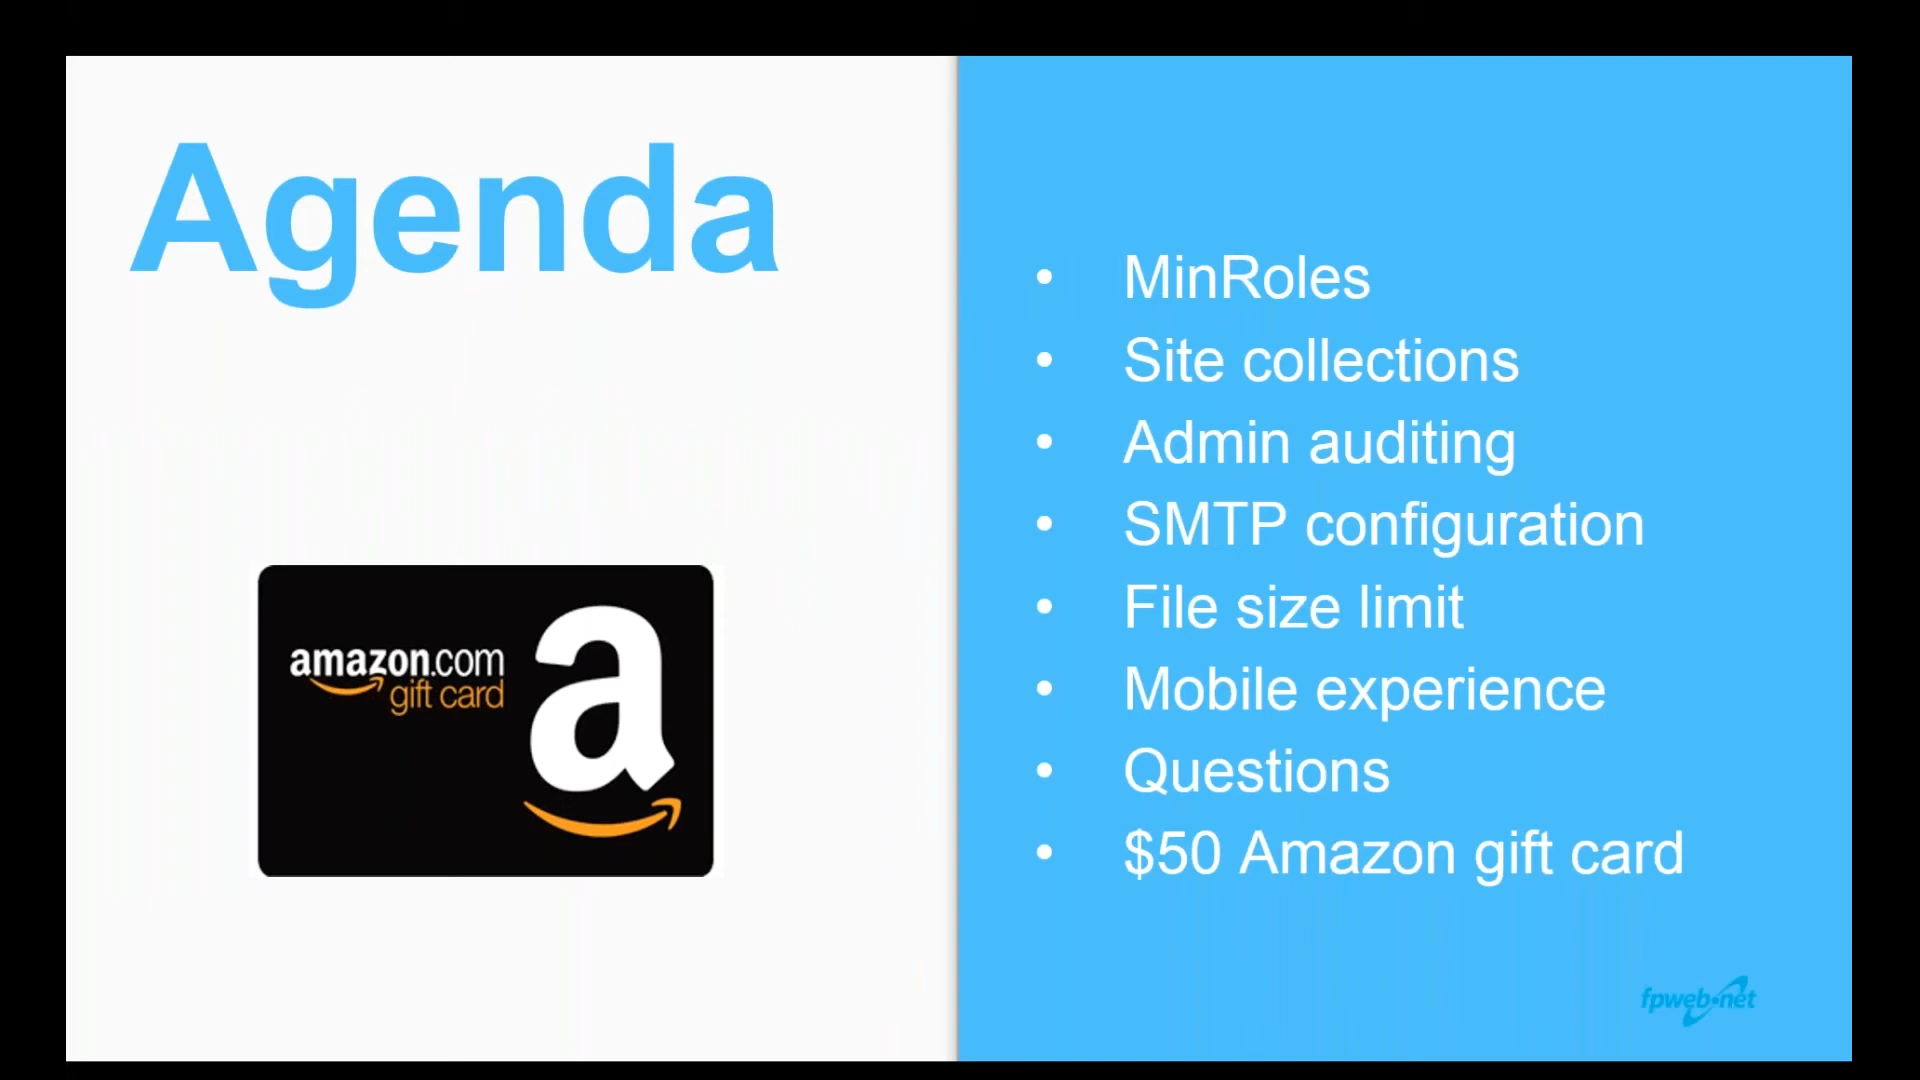 Agenda
amazon.com
gift card
a
• MinRoles
• Site collections
• Admin auditing
• SMTP configuration
• File size limit
• Mobile experience
• Questions
• $50 Amazon gift card
fpweb•net